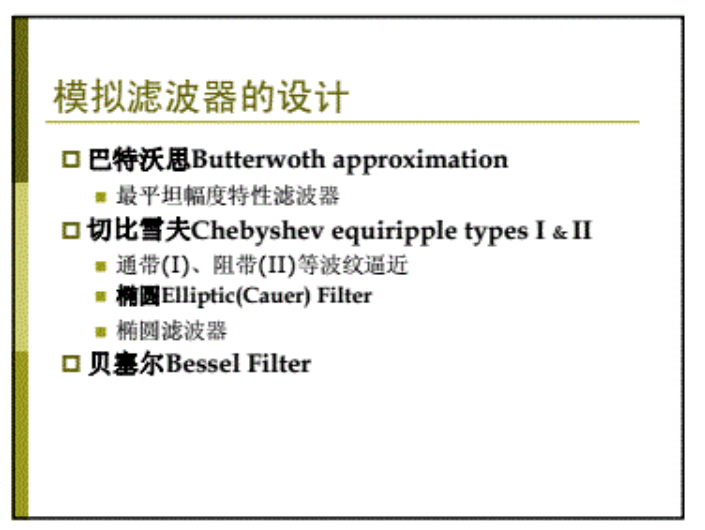 模拟滤波器的设计
巴特沃思Butterwoth approximation
最平坦幅度特性滤波器
切比雪夫Chebyshev equiripple types I & II
通带(I)、阻带(II)等波纹逼近
椭圆Elliptic(Cauer) Filter
椭圆滤波器
贝塞尔Bessel Filter